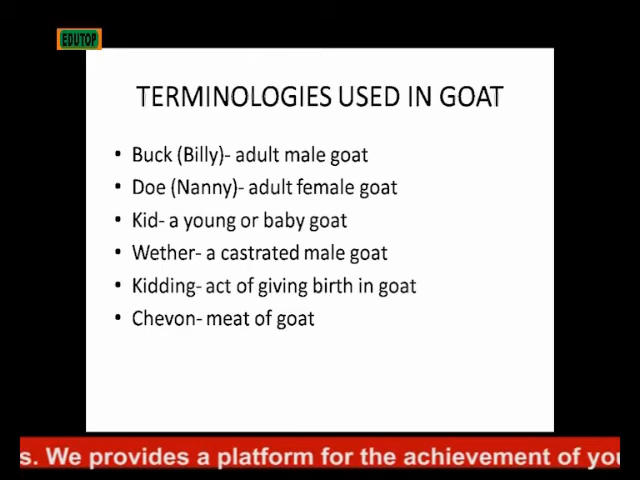 EDUTOP
TERMINOLOGIES USED IN GOAT
• Buck (Billy)- adult male goat
• Doe (Nanny)- adult female goat
• Kid- a young or baby goat
• Wether- a castrated male goat
• Kidding- act of giving birth in goat
• Chevon- meat of goat
s. We provides a platform for the achievement of you